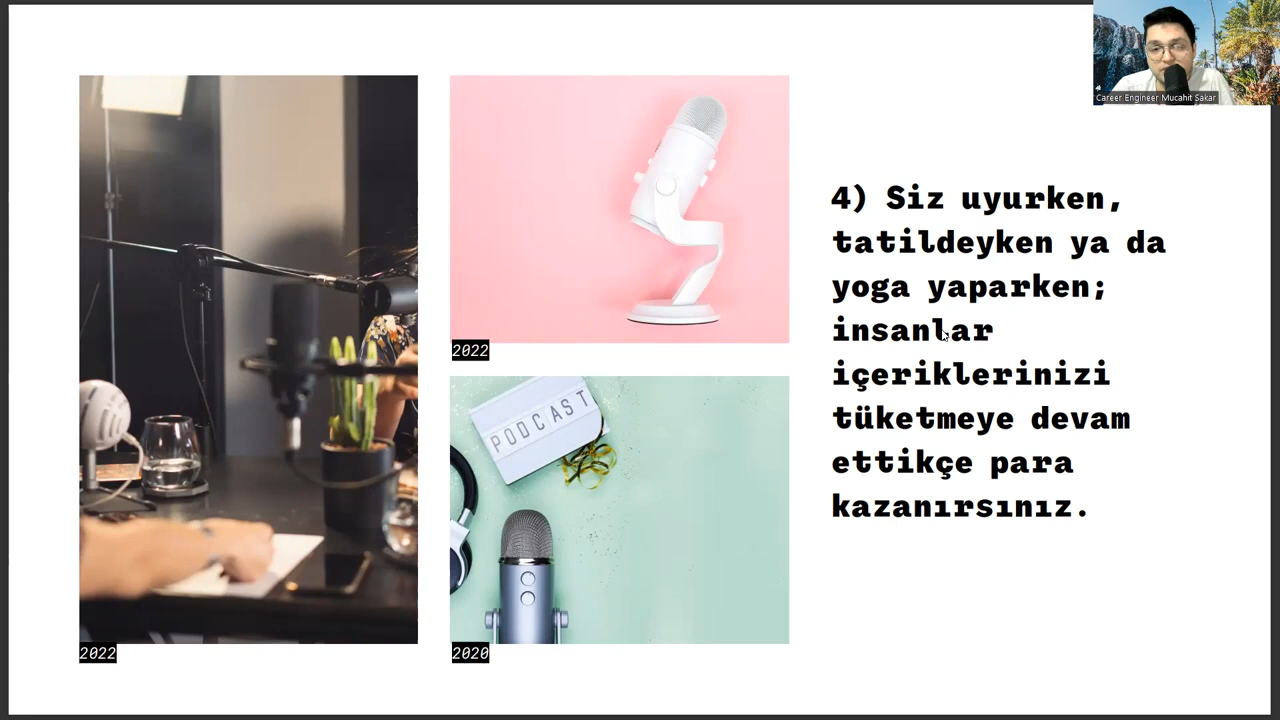 Career Engineer Mucahit Sakar
4) Siz uyurken,
tatildeyken ya da
yoga yaparken;
insanlar
içeriklerinizi
tüketmeye devam
ettikçe para
kazanırsınız.
2022
PODCAST
2022
2020